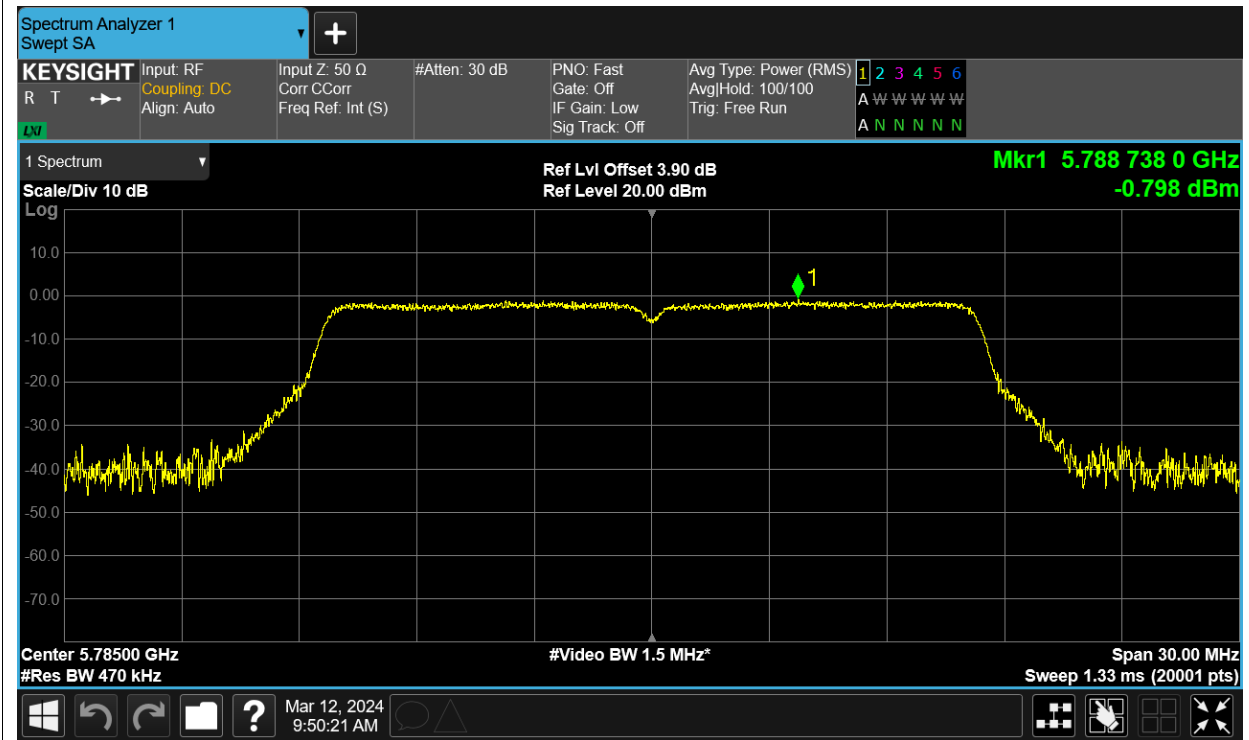 Spectrum Analyzer 1
Swept SA
KEYSIGHT
R T
LXI
Input: RF
Coupling: DC
Align: Auto
Input Z: 50 Ω
Corr CCorr
Freq Ref: Int (S)
#Atten: 30 dB
PNO: Fast
Gate: Off
IF Gain: Low
Sig Track: Off
Avg Type: Power (RMS)
Avg|Hold: 100/100
Trig: Free Run
1 2 3 4 5 6
A W W W W W
A N N N N N
1 Spectrum
Scale/Div 10 dB
Log
Ref Lvl Offset 3.90 dB
Ref Level 20.00 dBm
Mkr1 5.788 738 0 GHz
-0.798 dBm
10.0
0.00
-10.0
-20.0
-30.0
-40.0
-50.0
-60.0
-70.0
1
Center 5.78500 GHz
#Res BW 470 kHz
#Video BW 1.5 MHz*
Span 30.00 MHz
Sweep 1.33 ms (20001 pts)
?
Mar 12, 2024
9:50:21 AM